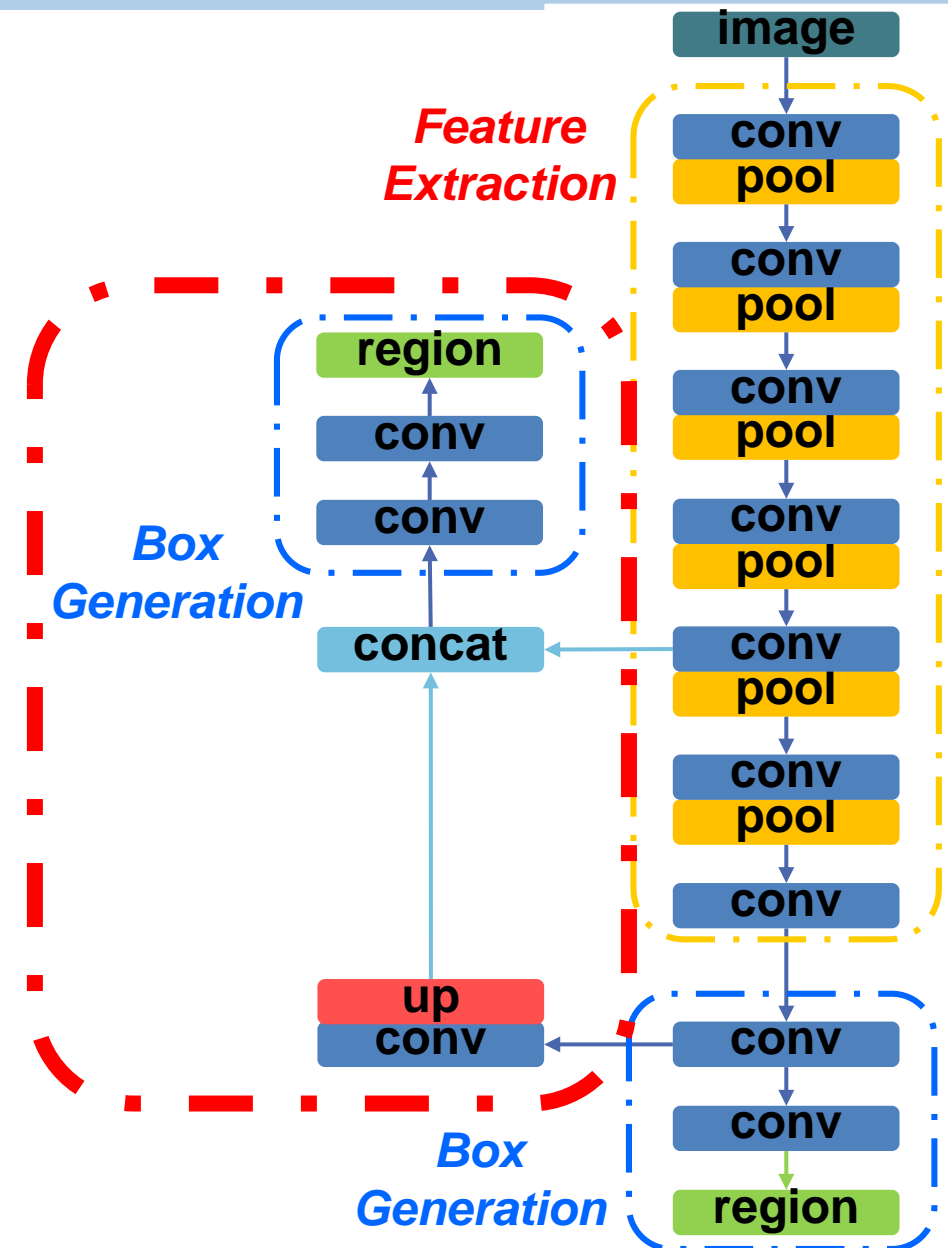 image
Feature
Extraction
conv
pool
conv
pool
conv
pool
conv
pool
conv
pool
conv
pool
conv
region
conv
conv
Box
Generation
concat
up
conv
conv
conv
region
Box
Generation